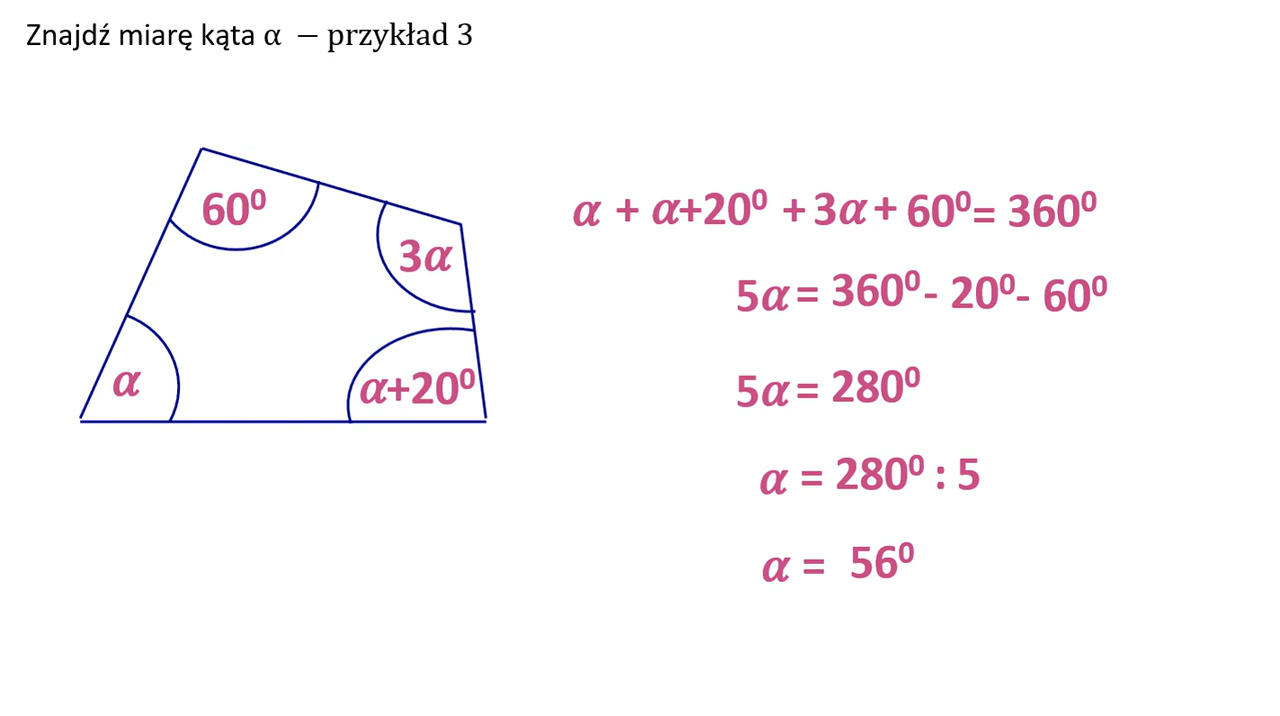 Znajdź miarę kąta α − przykład 3
60⁰
3α
α
α+20⁰
α + α+20⁰ + 3α + 60⁰= 360⁰
5α = 360⁰ - 20⁰- 60⁰
5α = 280⁰
α = 280⁰ : 5
α = 56⁰